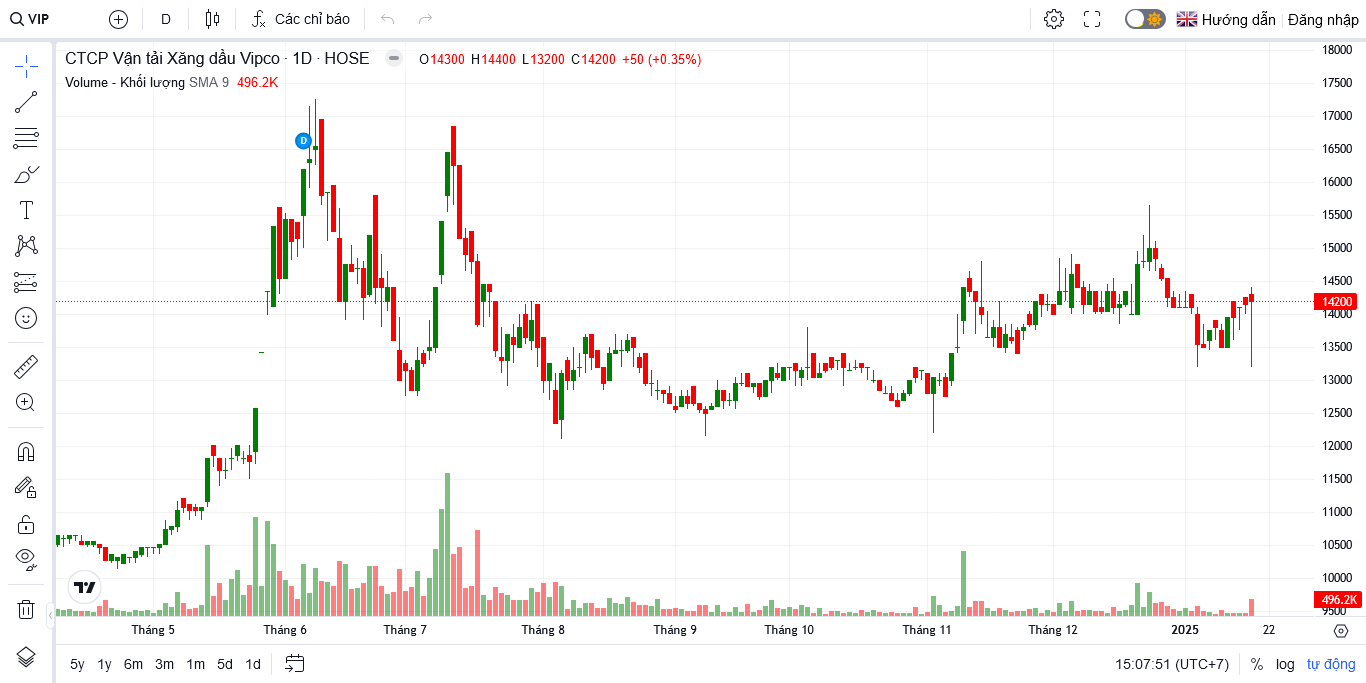 VIP D Các chỉ báo Hướng dẫn Đăng nhập
CTCP Vận tải Xăng dầu Vipco · 1D · HOSE O14300 H14400 L13200 C14200 +50 (+0.35%)
Volume - Khối lượng SMA 9 496.2K
D
18000
17500
17000
16500
16000
15500
15000
14500
14200
14000
13500
13000
12500
12000
11500
11000
10500
10000
496.2K
9500
Tháng 5 Tháng 6 Tháng 7 Tháng 8 Tháng 9 Tháng 10 Tháng 11 Tháng 12 2025 22
5y 1y 6m 3m 1m 5d 1d 15:07:51 (UTC+7) % log tự động